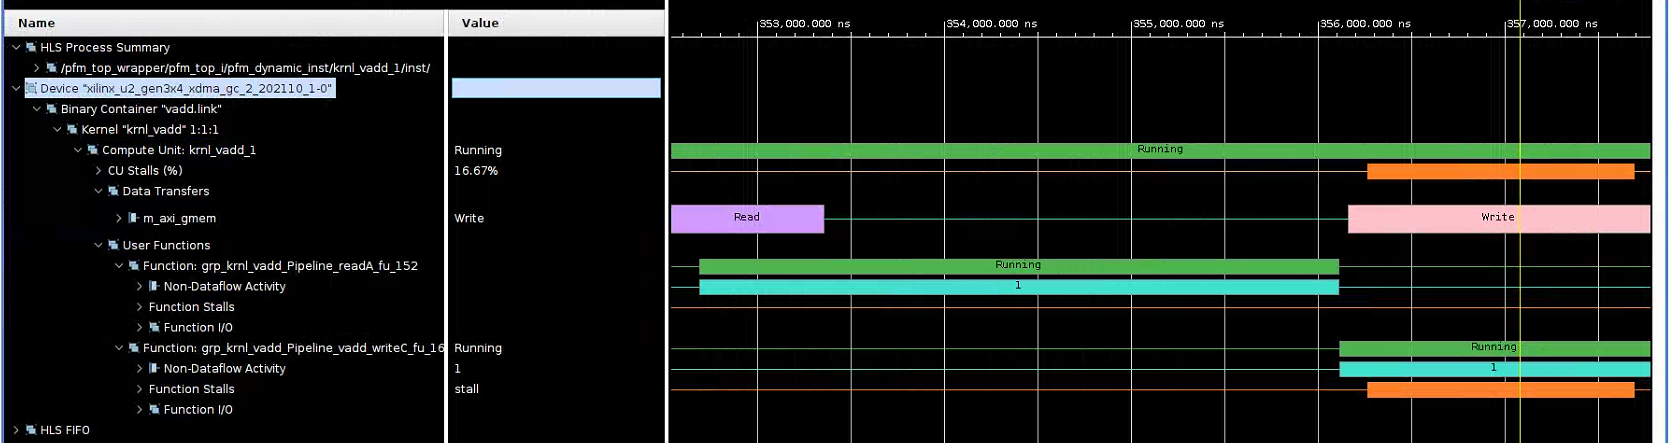 Name Value 353,000.000 ns 354,000.000 ns 355,000.000 ns 356,000.000 ns 357,000.000 ns
HLS Process Summary
/pfm_top_wrapper/pfm_top_i/pfm_dynamic_inst/krnl_vadd_1/inst/
Device "xilinx_u2_gen3x4_xdma_gc_2_202110_1-0"
Binary Container "vadd.link"
Kernel "krnl_vadd" 1:1:1
Compute Unit: krnl_vadd_1 Running Running
CU Stalls (%) 16.67%
Data Transfers
m_axi_gmem Write Read Write
User Functions
Function: grp_krnl_vadd_Pipeline_readA_fu_152 Running
Non-Dataflow Activity 1
Function Stalls
Function I/O
Function: grp_krnl_vadd_Pipeline_vadd_writeC_fu_16 Running Running
Non-Dataflow Activity 1 1
Function Stalls stall
Function I/O
HLS FIFO